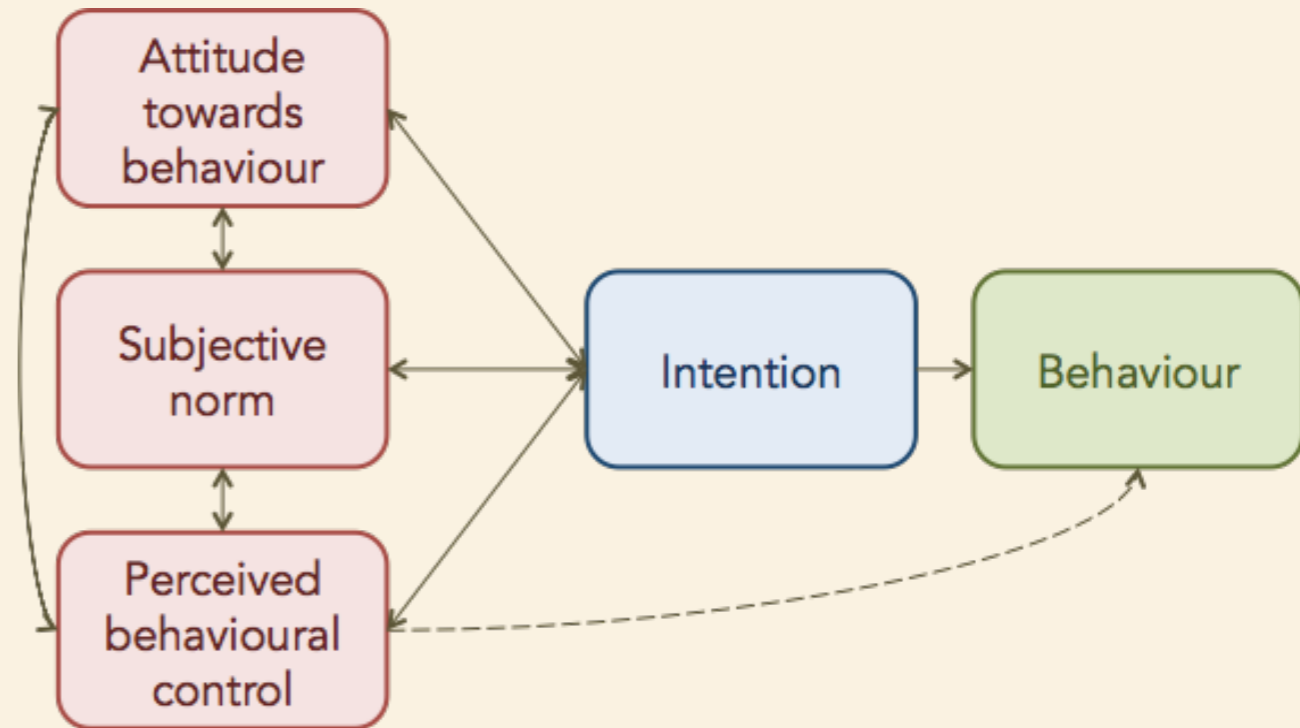 Attitude
towards
behaviour
Subjective
norm
Intention
Behaviour
Perceived
behavioural
control